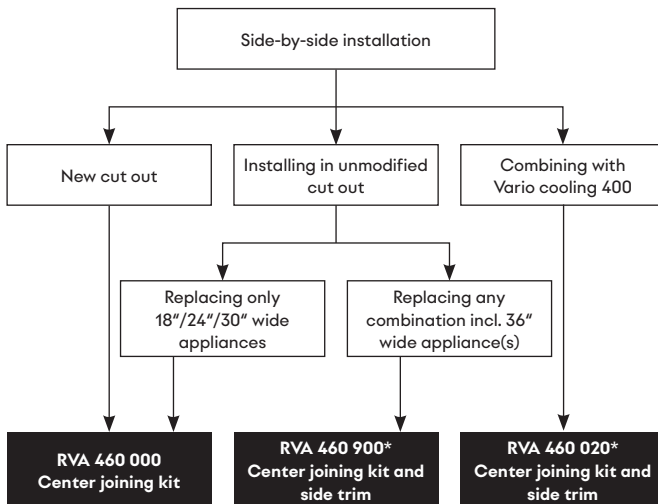 Side-by-side installation
New cut out
Installing in unmodified
cut out
Combining with
Vario cooling 400
Replacing only
18“/24“/30“ wide
appliances
Replacing any
combination incl. 36“
wide appliance(s)
RVA 460 000
Center joining kit
RVA 460 900*
Center joining kit and
side trim
RVA 460 020*
Center joining kit and
side trim